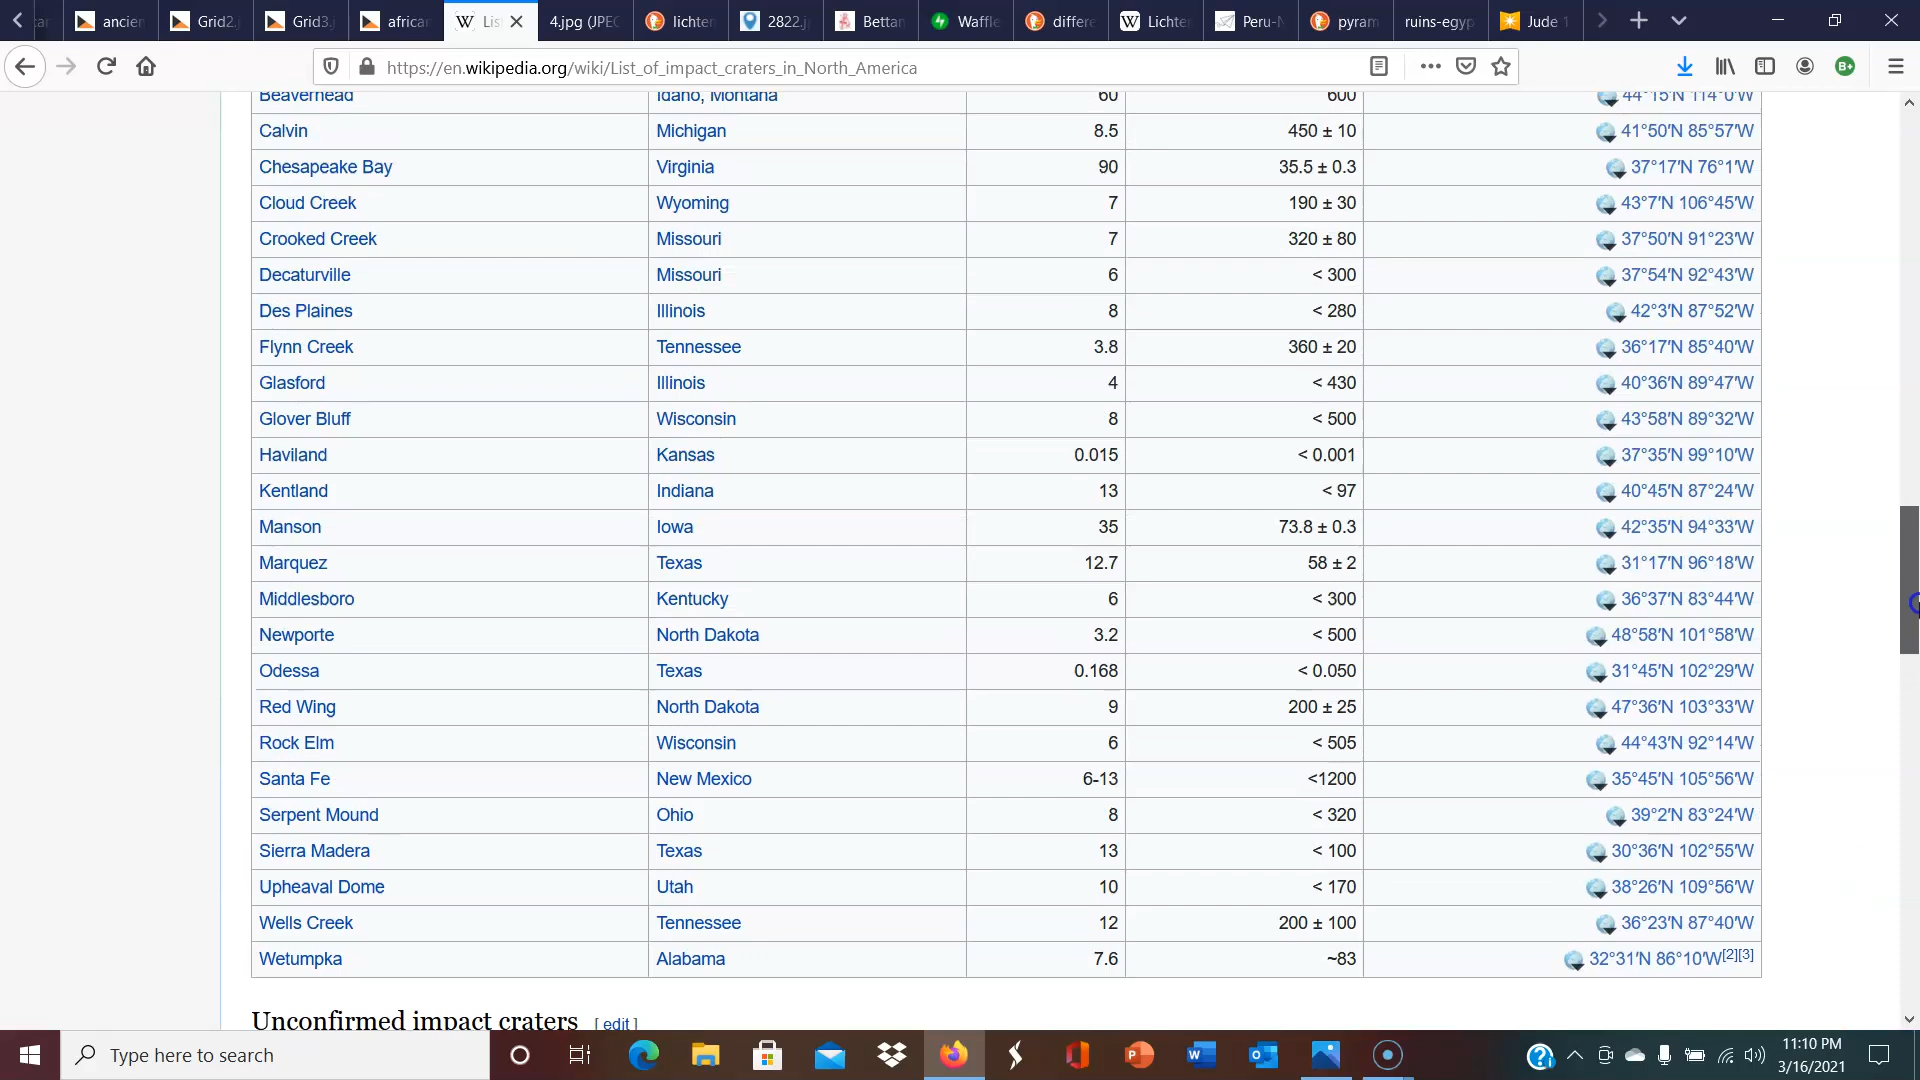 ancien
Grid2.
Grid3.
african
Lis
4.jpg (JPEG
lichten
2822.j
Bettan
Waffle
differe
Lichte
Peru-N
pyram
ruins-egyp
Jude 1
https://en.wikipedia.org/wiki/List_of_impact_craters_in_North_America
Beaverhead Idaho, Montana 60 600 44°15′N 114°0′W
Calvin Michigan 8.5 450 ± 10 41°50′N 85°57′W
Chesapeake Bay Virginia 90 35.5 ± 0.3 37°17′N 76°1′W
Cloud Creek Wyoming 7 190 ± 30 43°7′N 106°45′W
Crooked Creek Missouri 7 320 ± 80 37°50′N 91°23′W
Decaturville Missouri 6 < 300 37°54′N 92°43′W
Des Plaines Illinois 8 < 280 42°3′N 87°52′W
Flynn Creek Tennessee 3.8 360 ± 20 36°17′N 85°40′W
Glasford Illinois 4 < 430 40°36′N 89°47′W
Glover Bluff Wisconsin 8 < 500 43°58′N 89°32′W
Haviland Kansas 0.015 < 0.001 37°35′N 99°10′W
Kentland Indiana 13 < 97 40°45′N 87°24′W
Manson Iowa 35 73.8 ± 0.3 42°35′N 94°33′W
Marquez Texas 12.7 58 ± 2 31°17′N 96°18′W
Middlesboro Kentucky 6 < 300 36°37′N 83°44′W
Newporte North Dakota 3.2 < 500 48°58′N 101°58′W
Odessa Texas 0.168 < 0.050 31°45′N 102°29′W
Red Wing North Dakota 9 200 ± 25 47°36′N 103°33′W
Rock Elm Wisconsin 6 < 505 44°43′N 92°14′W
Santa Fe New Mexico 6-13 <1200 35°45′N 105°56′W
Serpent Mound Ohio 8 < 320 39°2′N 83°24′W
Sierra Madera Texas 13 < 100 30°36′N 102°55′W
Upheaval Dome Utah 10 < 170 38°26′N 109°56′W
Wells Creek Tennessee 12 200 ± 100 36°23′N 87°40′W
Wetumpka Alabama 7.6 ~83 32°31′N 86°10′W[2][3]
Unconfirmed impact craters [ edit ]
Type here to search
11:10 PM
3/16/2021